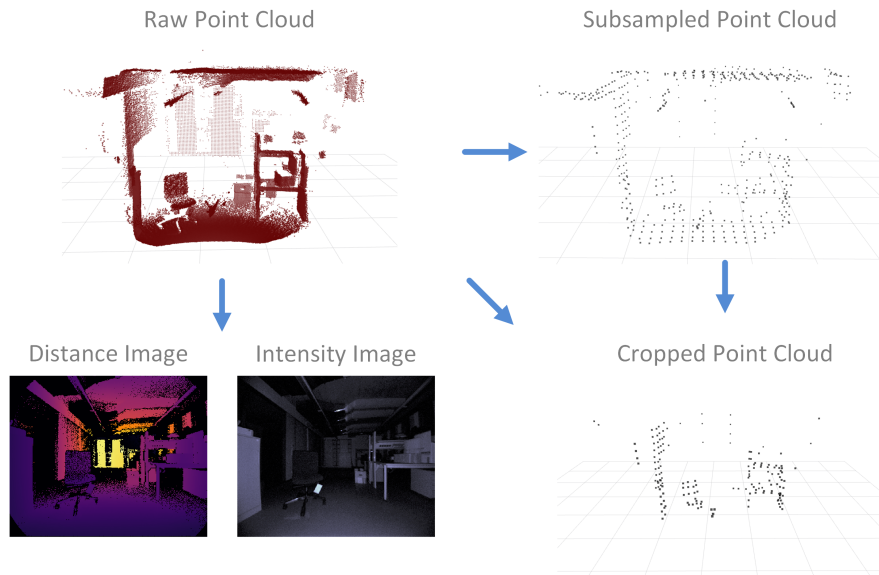 Raw Point Cloud
Subsampled Point Cloud
Distance Image
Intensity Image
Cropped Point Cloud